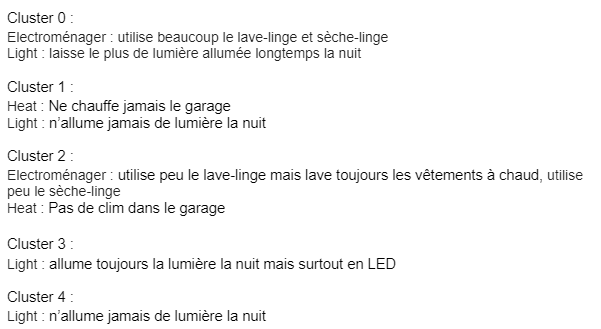 Cluster 0 :
Electroménager : utilise beaucoup le lave-linge et sèche-linge
Light : laisse le plus de lumière allumée longtemps la nuit
Cluster 1 :
Heat : Ne chauffe jamais le garage
Light : n’allume jamais de lumière la nuit
Cluster 2 :
Electroménager : utilise peu le lave-linge mais lave toujours les vêtements à chaud, utilise
peu le sèche-linge
Heat : Pas de clim dans le garage
Cluster 3 :
Light : allume toujours la lumière la nuit mais surtout en LED
Cluster 4 :
Light : n’allume jamais de lumière la nuit